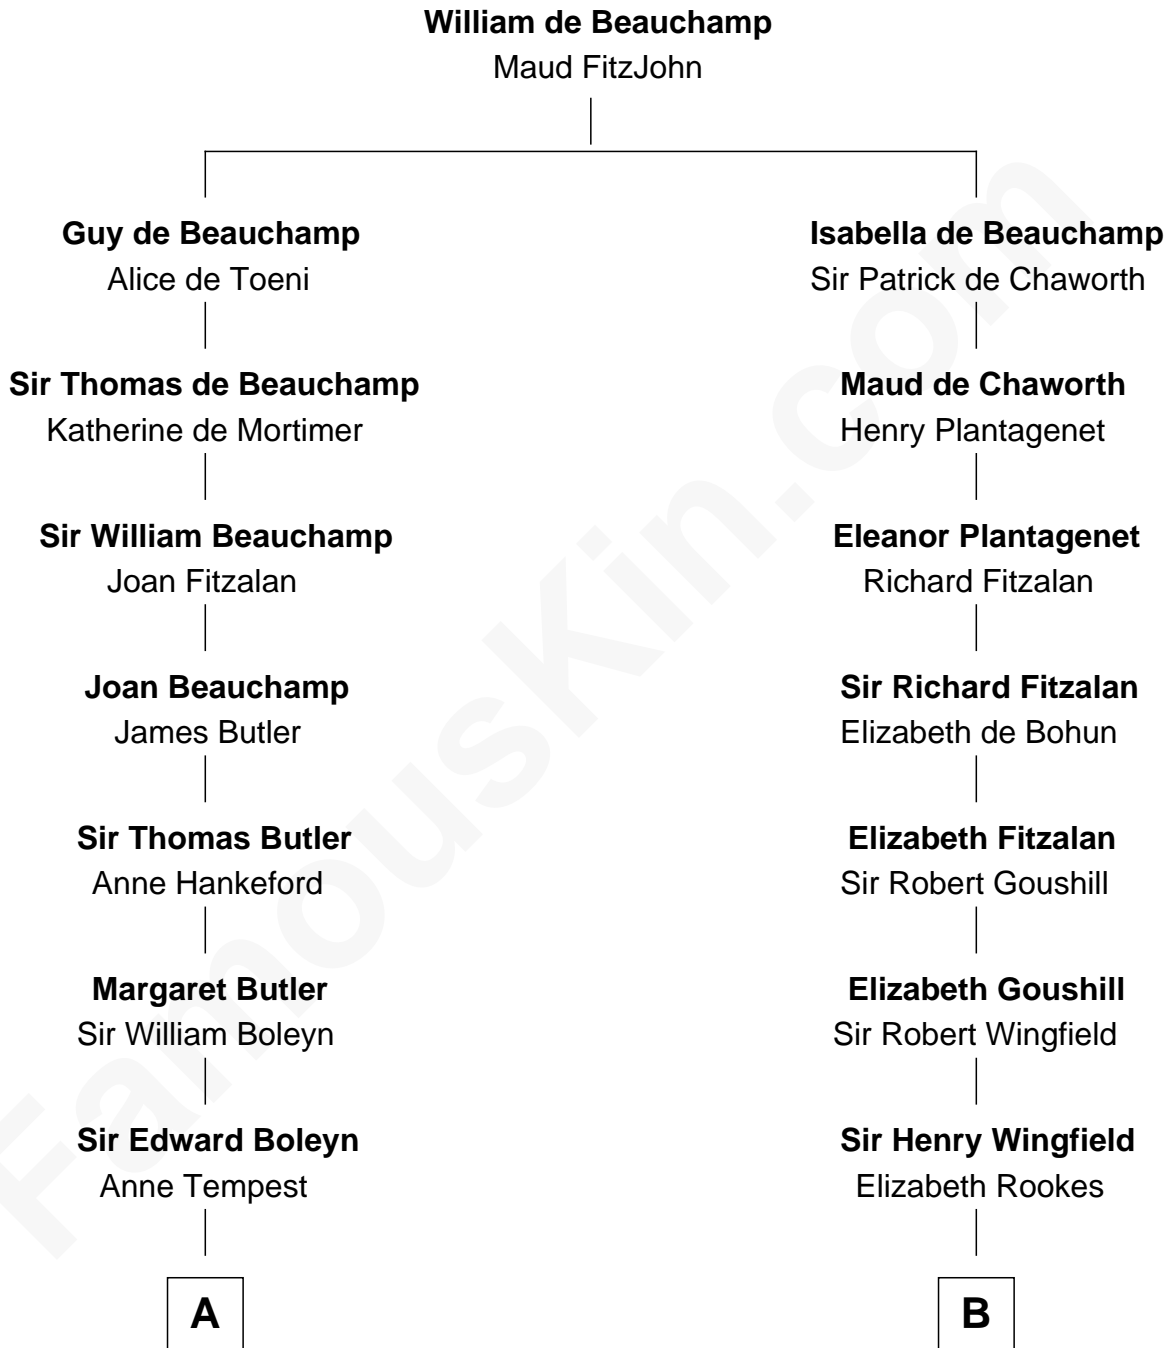 William de Beauchamp
Maud FitzJohn
Guy de Beauchamp
Alice de Toeni
Sir Thomas de Beauchamp
Katherine de Mortimer
Sir William Beauchamp
Joan Fitzalan
Joan Beauchamp
James Butler
Sir Thomas Butler
Anne Hankeford
Margaret Butler
Sir William Boleyn
Sir Edward Boleyn
Anne Tempest
A
Isabella de Beauchamp
Sir Patrick de Chaworth
Maud de Chaworth
Henry Plantagenet
Eleanor Plantagenet
Richard Fitzalan
Sir Richard Fitzalan
Elizabeth de Bohun
Elizabeth Fitzalan
Sir Robert Goushill
Elizabeth Goushill
Sir Robert Wingfield
Sir Henry Wingfield
Elizabeth Rookes
B
FamousKin.com